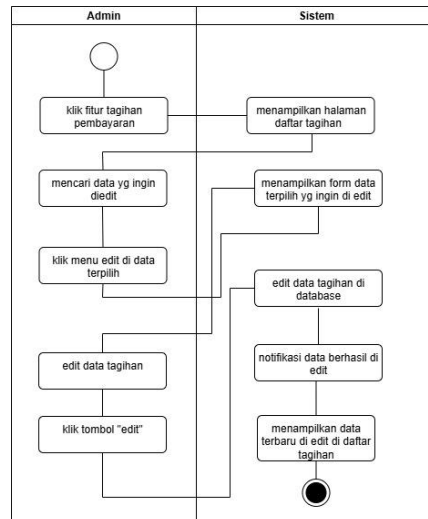 Admin
Sistem
klik fitur tagihan
pembayaran
menampilkan halaman
daftar tagihan
mencari data yg ingin
diedit
menampilkan form data
terpilih yg ingin di edit
klik menu edit di data
terpilih
edit data tagihan di
database
edit data tagihan
notifikasi data berhasil di
edit
klik tombol "edit"
menampilkan data
terbaru di edit di daftar
tagihan